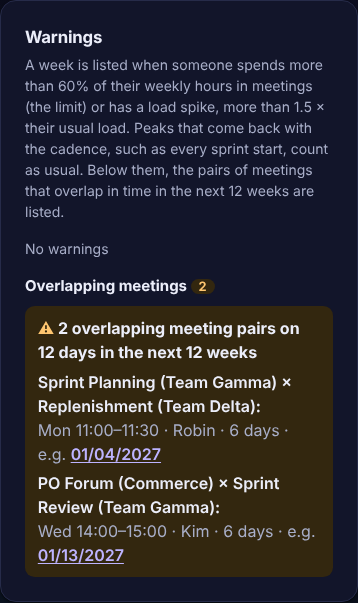 Warnings
A week is listed when someone spends more
than 60% of their weekly hours in meetings
(the limit) or has a load spike, more than 1.5 ×
their usual load. Peaks that come back with
the cadence, such as every sprint start, count
as usual. Below them, the pairs of meetings
that overlap in time in the next 12 weeks are
listed.
No warnings
Overlapping meetings 2
⚠ 2 overlapping meeting pairs on
12 days in the next 12 weeks
Sprint Planning (Team Gamma) ×
Replenishment (Team Delta):
Mon 11:00–11:30 · Robin · 6 days ·
e.g. 01/04/2027
PO Forum (Commerce) × Sprint
Review (Team Gamma):
Wed 14:00–15:00 · Kim · 6 days · e.g.
01/13/2027